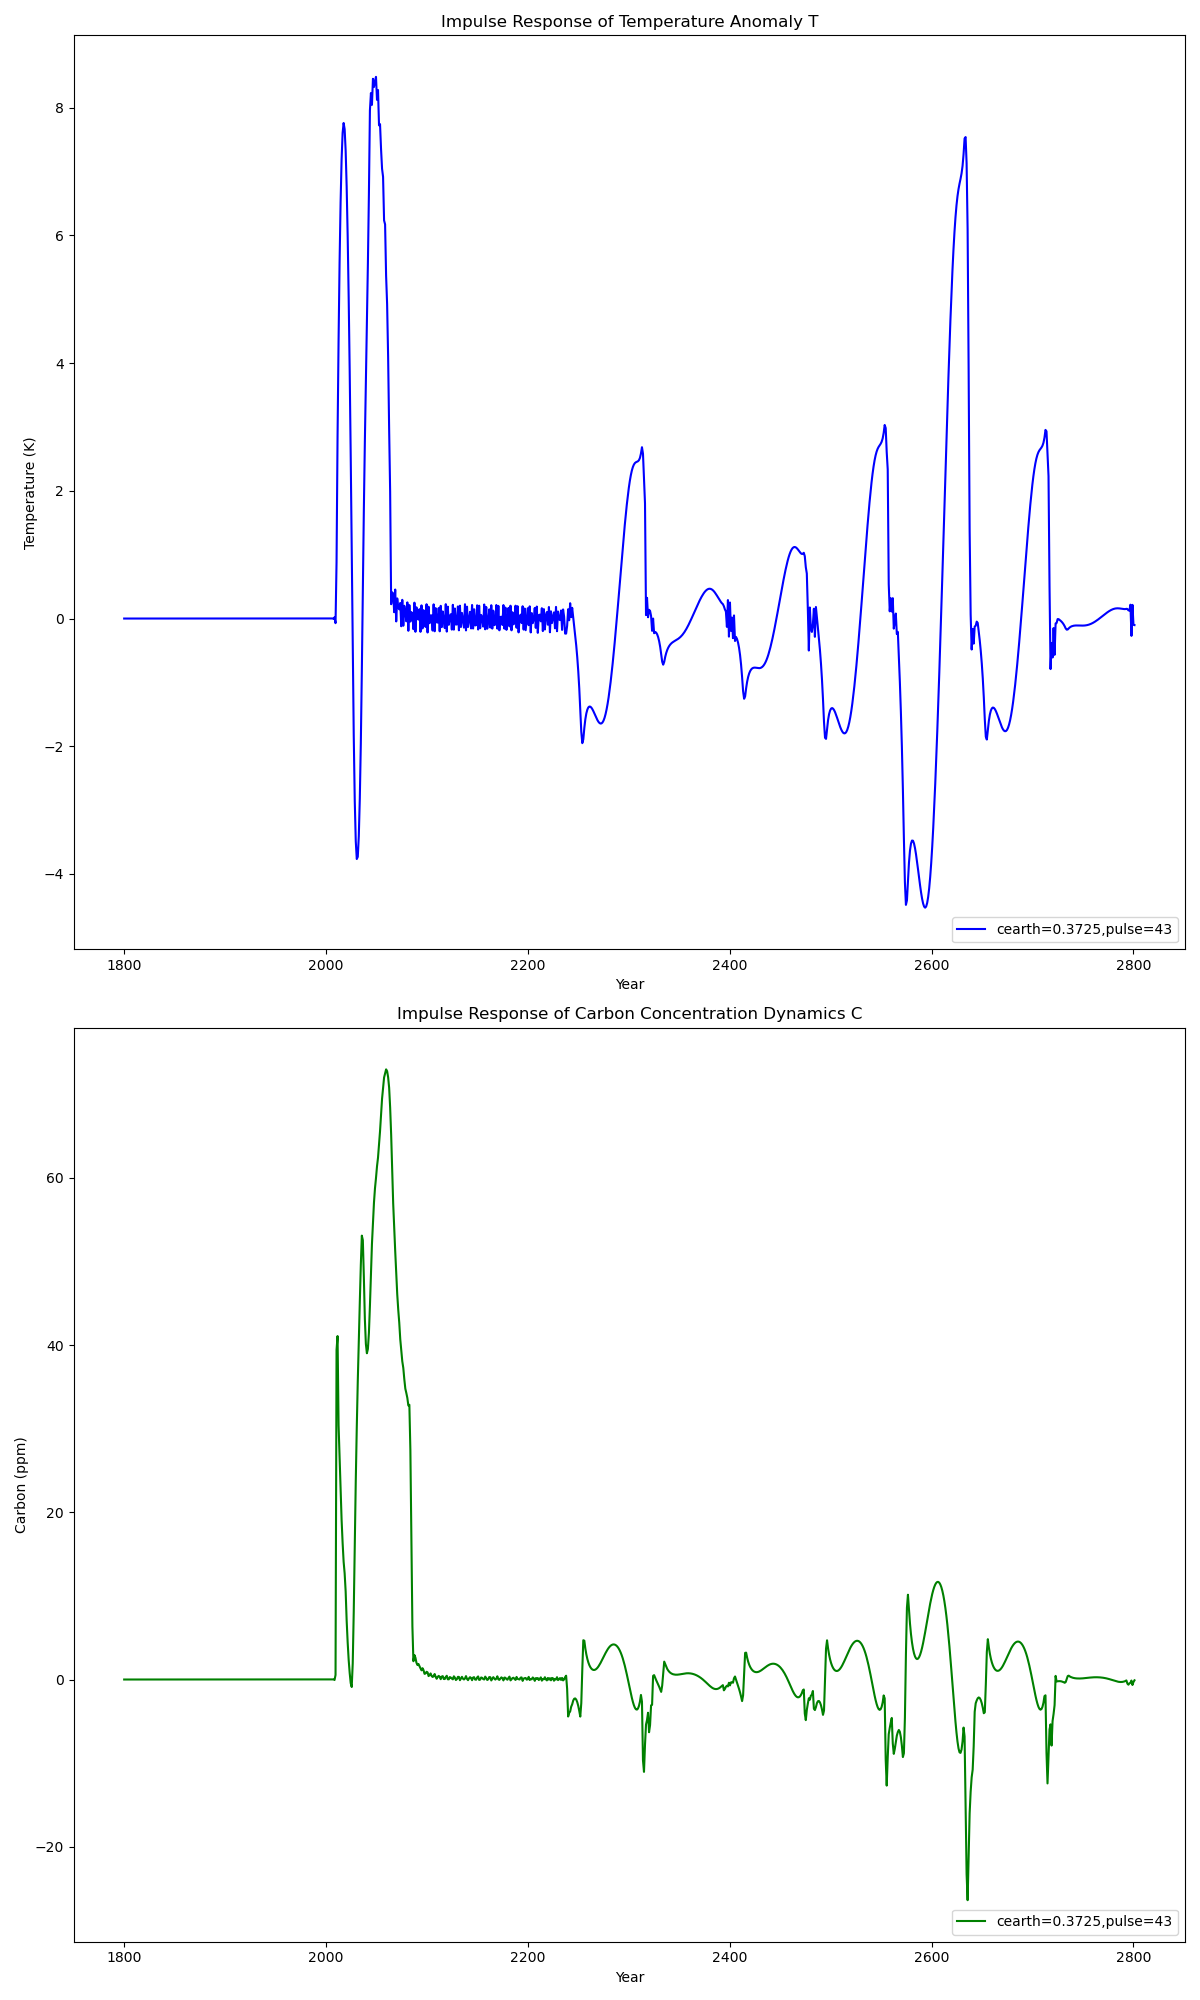 Impulse Response of Temperature Anomaly T
8
6
4
2
0
−2
−4
Temperature (K)
cearth=0.3725,pulse=43
1800 2000 2200 2400 2600 2800
Year
Impulse Response of Carbon Concentration Dynamics C
60
40
20
0
−20
Carbon (ppm)
cearth=0.3725,pulse=43
1800 2000 2200 2400 2600 2800
Year